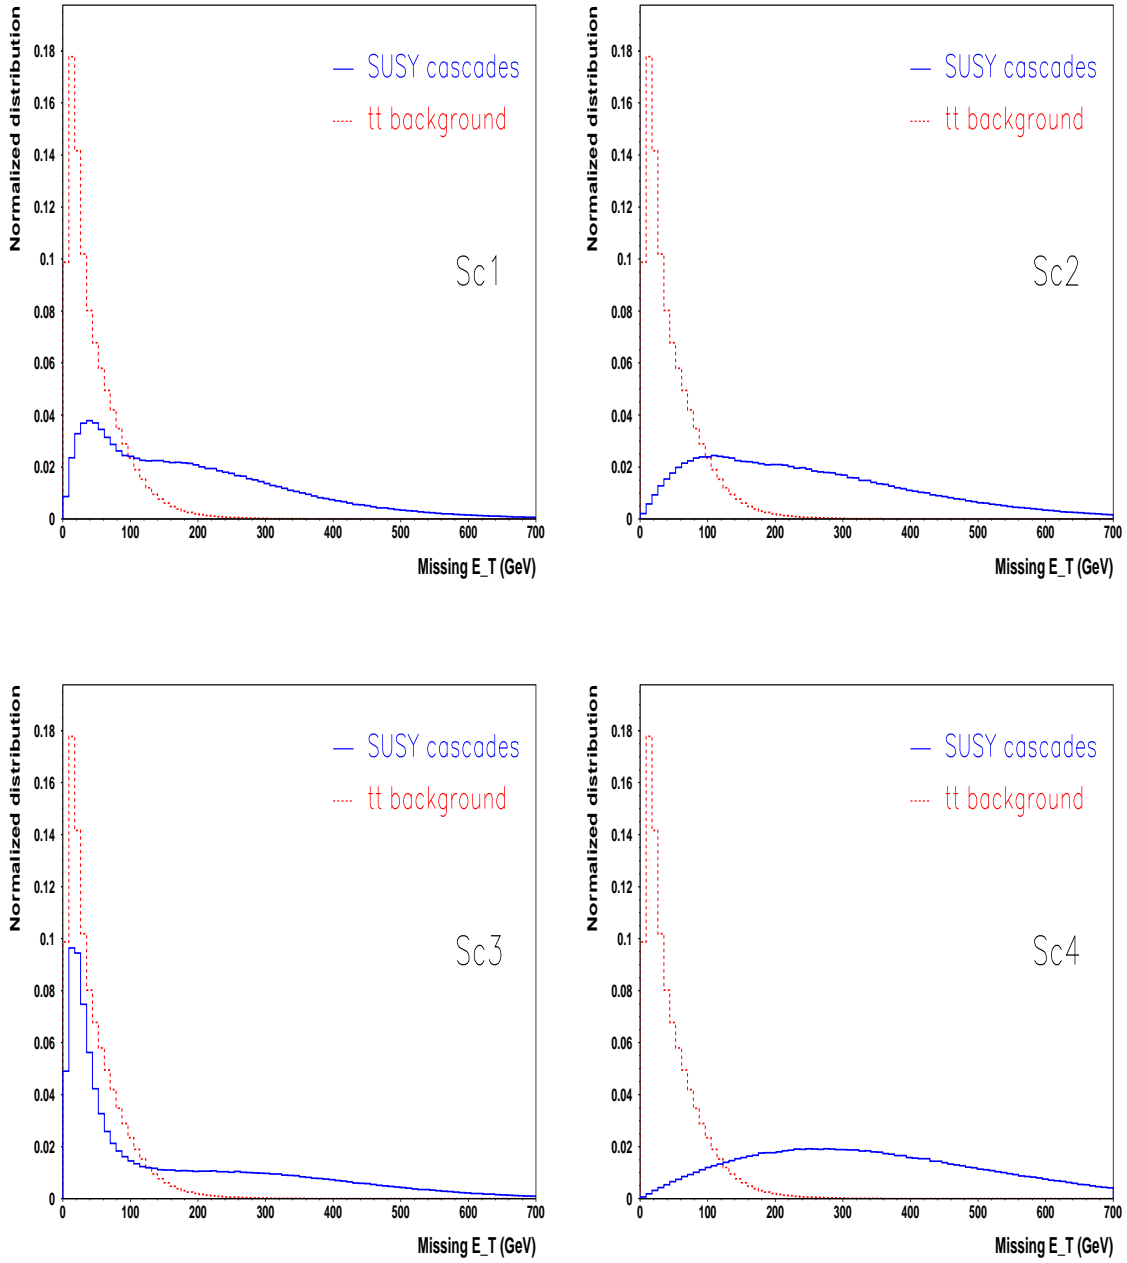 Normalized distribution
0.18
0.16
0.14
0.12
0.1
0.08
0.06
0.04
0.02
0
SUSY cascades
tt background
Sc1
0 100 200 300 400 500 600 700
Missing E_T (GeV)
Normalized distribution
0.18
0.16
0.14
0.12
0.1
0.08
0.06
0.04
0.02
0
SUSY cascades
tt background
Sc2
0 100 200 300 400 500 600 700
Missing E_T (GeV)
Normalized distribution
0.18
0.16
0.14
0.12
0.1
0.08
0.06
0.04
0.02
0
SUSY cascades
tt background
Sc3
0 100 200 300 400 500 600 700
Missing E_T (GeV)
Normalized distribution
0.18
0.16
0.14
0.12
0.1
0.08
0.06
0.04
0.02
0
SUSY cascades
tt background
Sc4
0 100 200 300 400 500 600 700
Missing E_T (GeV)